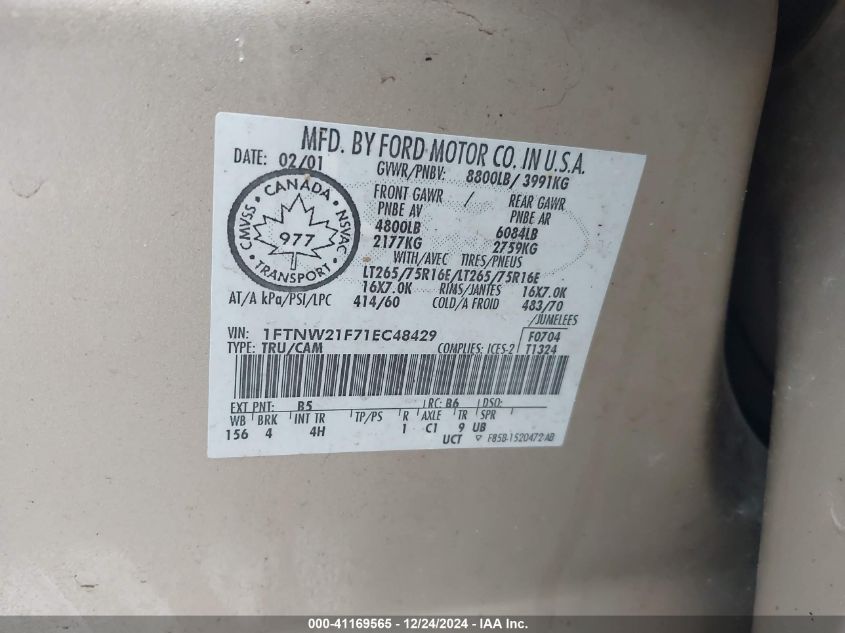 MFD. BY FORD MOTOR CO. IN U.S.A.
DATE: 02/01 GVWR/PNBV: 8800LB/ 3991KG
FRONT GAWR / REAR GAWR
PNBE AV PNBE AR
4800LB 6084LB
2177KG 2759KG
WITH/AVEC TIRES/PNEUS
LT265/75R16E/LT265/75R16E
16X7.0K RIMS/JANTES 16X7.0K
AT/A kPa/PSI/LPC 414/60 COLD/A FROID 483/70
/JUMELEES
CANADA
CMVSS NSVAC
977
TRANSPORT
VIN: 1FTNW21F71EC48429 F0704
TYPE: TRU/CAM COMPLIES: ICES-2 T1324
EXT PNT: B5 RC: B6 DSO:
WB BRK INT TR TP/PS R AXLE TR SPR
156 4 4H 1 C1 9 UB
UCT ▽ F85B-1520472-AB
000-41169565 - 12/24/2024 - IAA Inc.